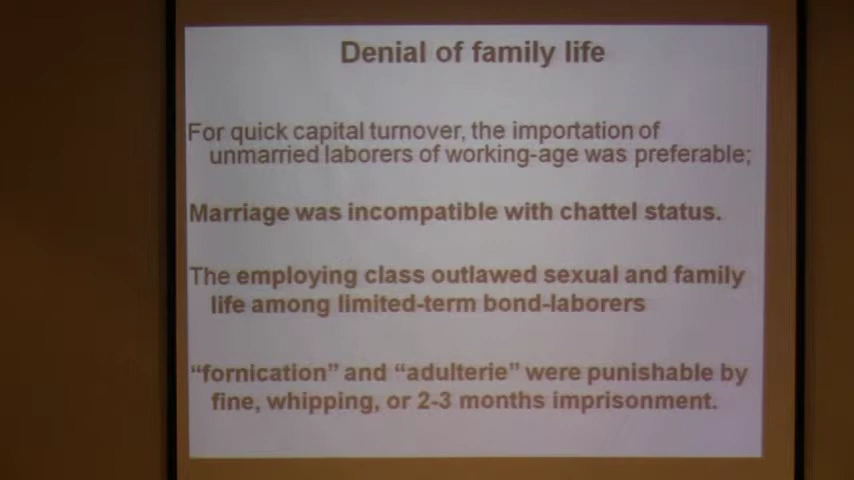 Denial of family life
For quick capital turnover, the importation of
unmarried laborers of working-age was preferable;
Marriage was incompatible with chattel status.
The employing class outlawed sexual and family
life among limited-term bond-laborers
“fornication” and “adulterie” were punishable by
fine, whipping, or 2-3 months imprisonment.